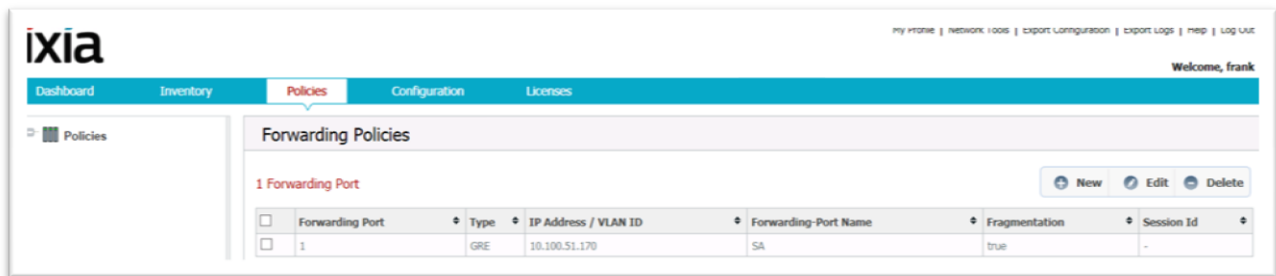 ixia
My Profile | Network Tools | Export Configuration | Export Logs | Help | Log Out
Welcome, frank
Dashboard Inventory Policies Configuration Licenses
Policies
Forwarding Policies
1 Forwarding Port
New Edit Delete
Forwarding Port Type IP Address / VLAN ID Forwarding-Port Name Fragmentation Session Id
1 GRE 10.100.51.170 SA true -